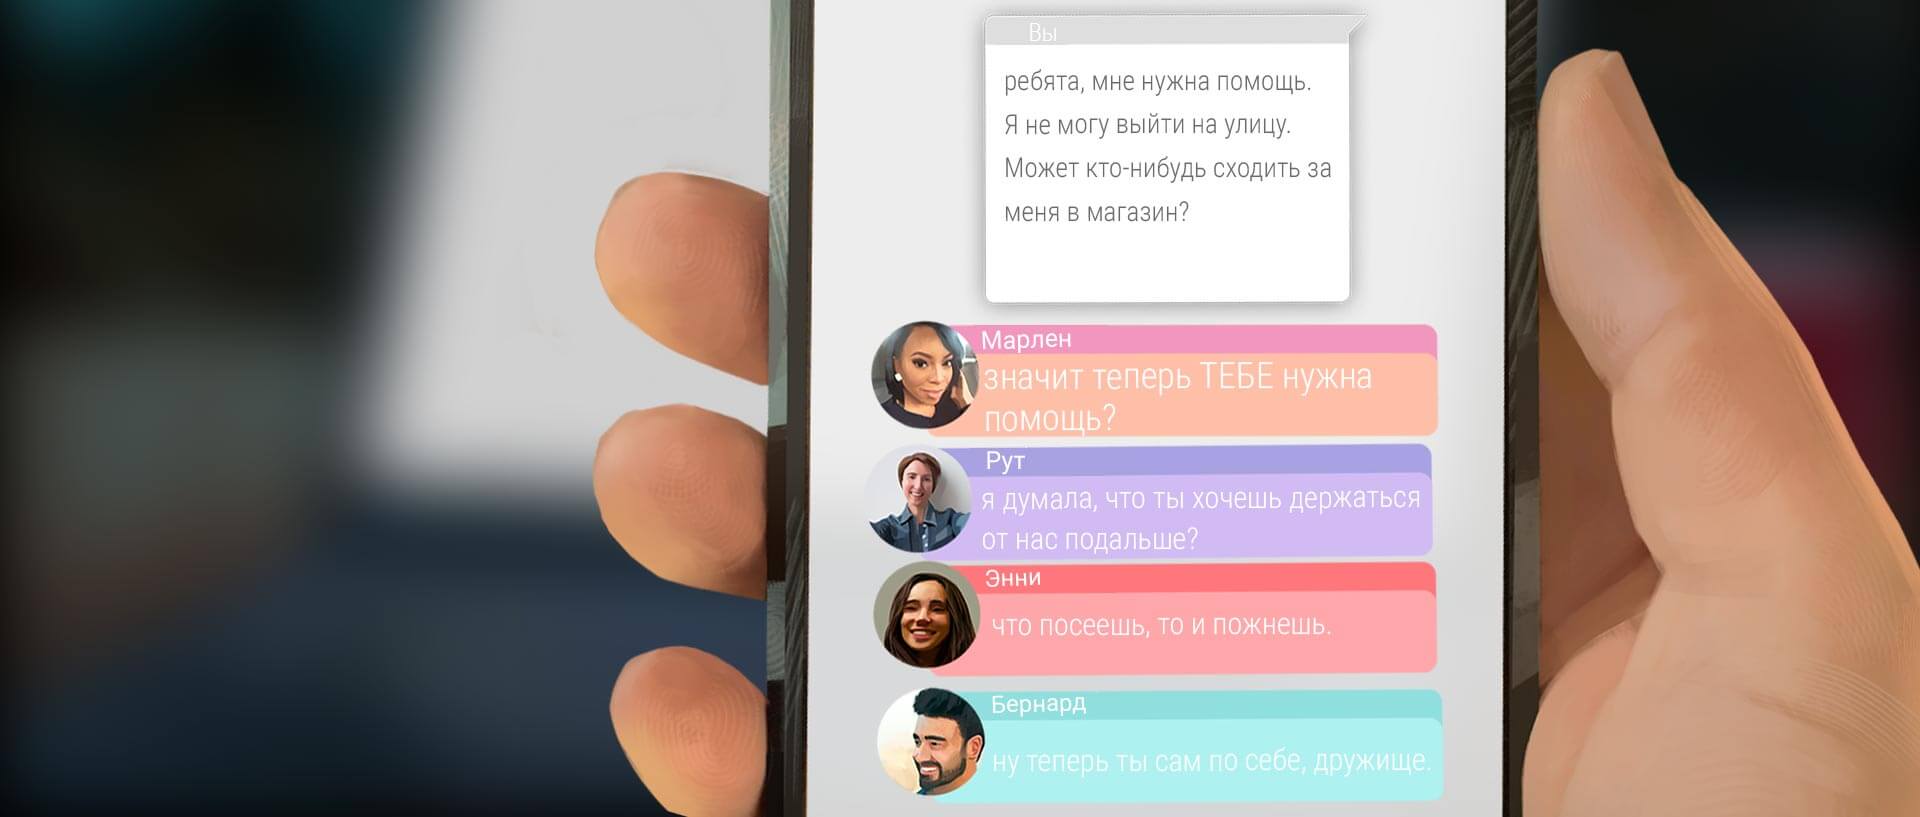 Вы
ребята, мне нужна помощь.
Я не могу выйти на улицу.
Может кто-нибудь сходить за
меня в магазин?
Марлен
значит теперь ТЕБЕ нужна
помощь?
Рут
я думала, что ты хочешь держаться
от нас подальше?
Энни
что посеешь, то и пожнешь.
Бернард
ну теперь ты сам по себе, дружище.